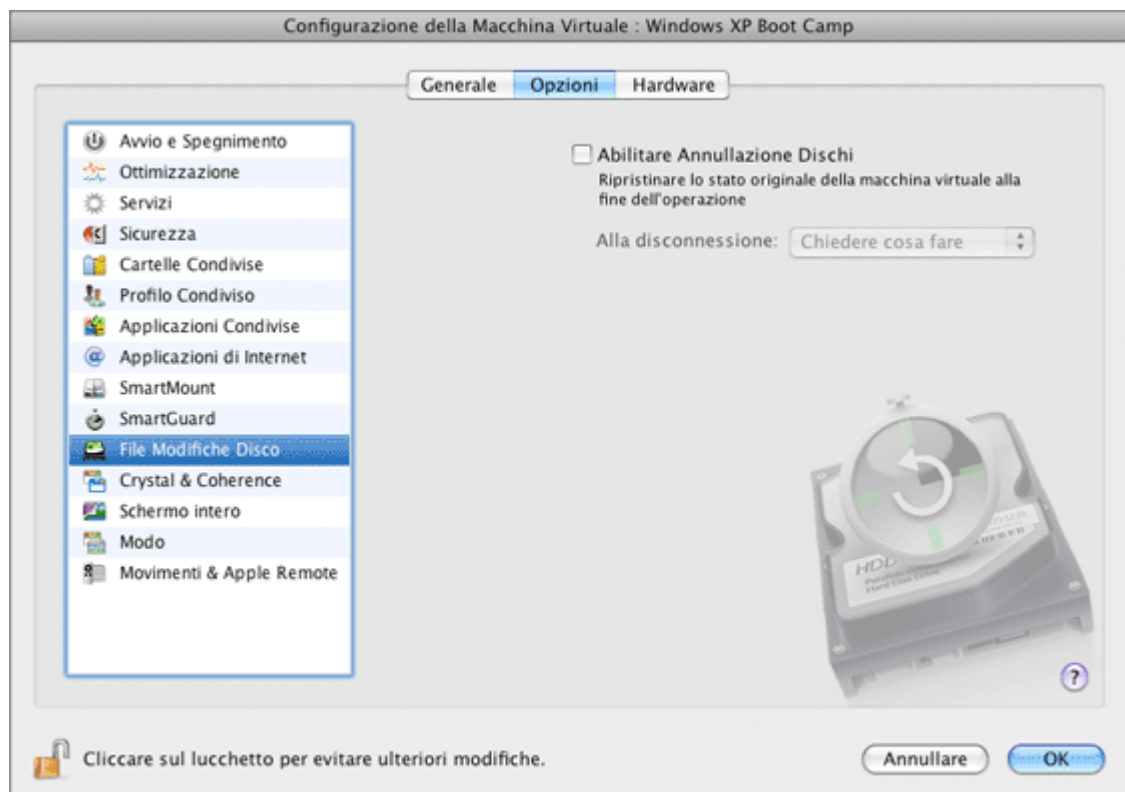 Configurazione della Macchina Virtuale : Windows XP Boot Camp
Generale
Opzioni
Hardware
Avvio e Spegnimento
Ottimizzazione
Servizi
Sicurezza
Cartelle Condivise
Profilo Condiviso
Applicazioni Condivise
Applicazioni di Internet
SmartMount
SmartGuard
File Modifiche Disco
Crystal & Coherence
Schermo intero
Modo
Movimenti & Apple Remote
Abilitare Annullazione Dischi
Ripristinare lo stato originale della macchina virtuale alla
fine dell'operazione
Alla disconnessione:
Chiedere cosa fare
HDD
Hard Disk Drive
?
Cliccare sul lucchetto per evitare ulteriori modifiche.
Annullare
OK